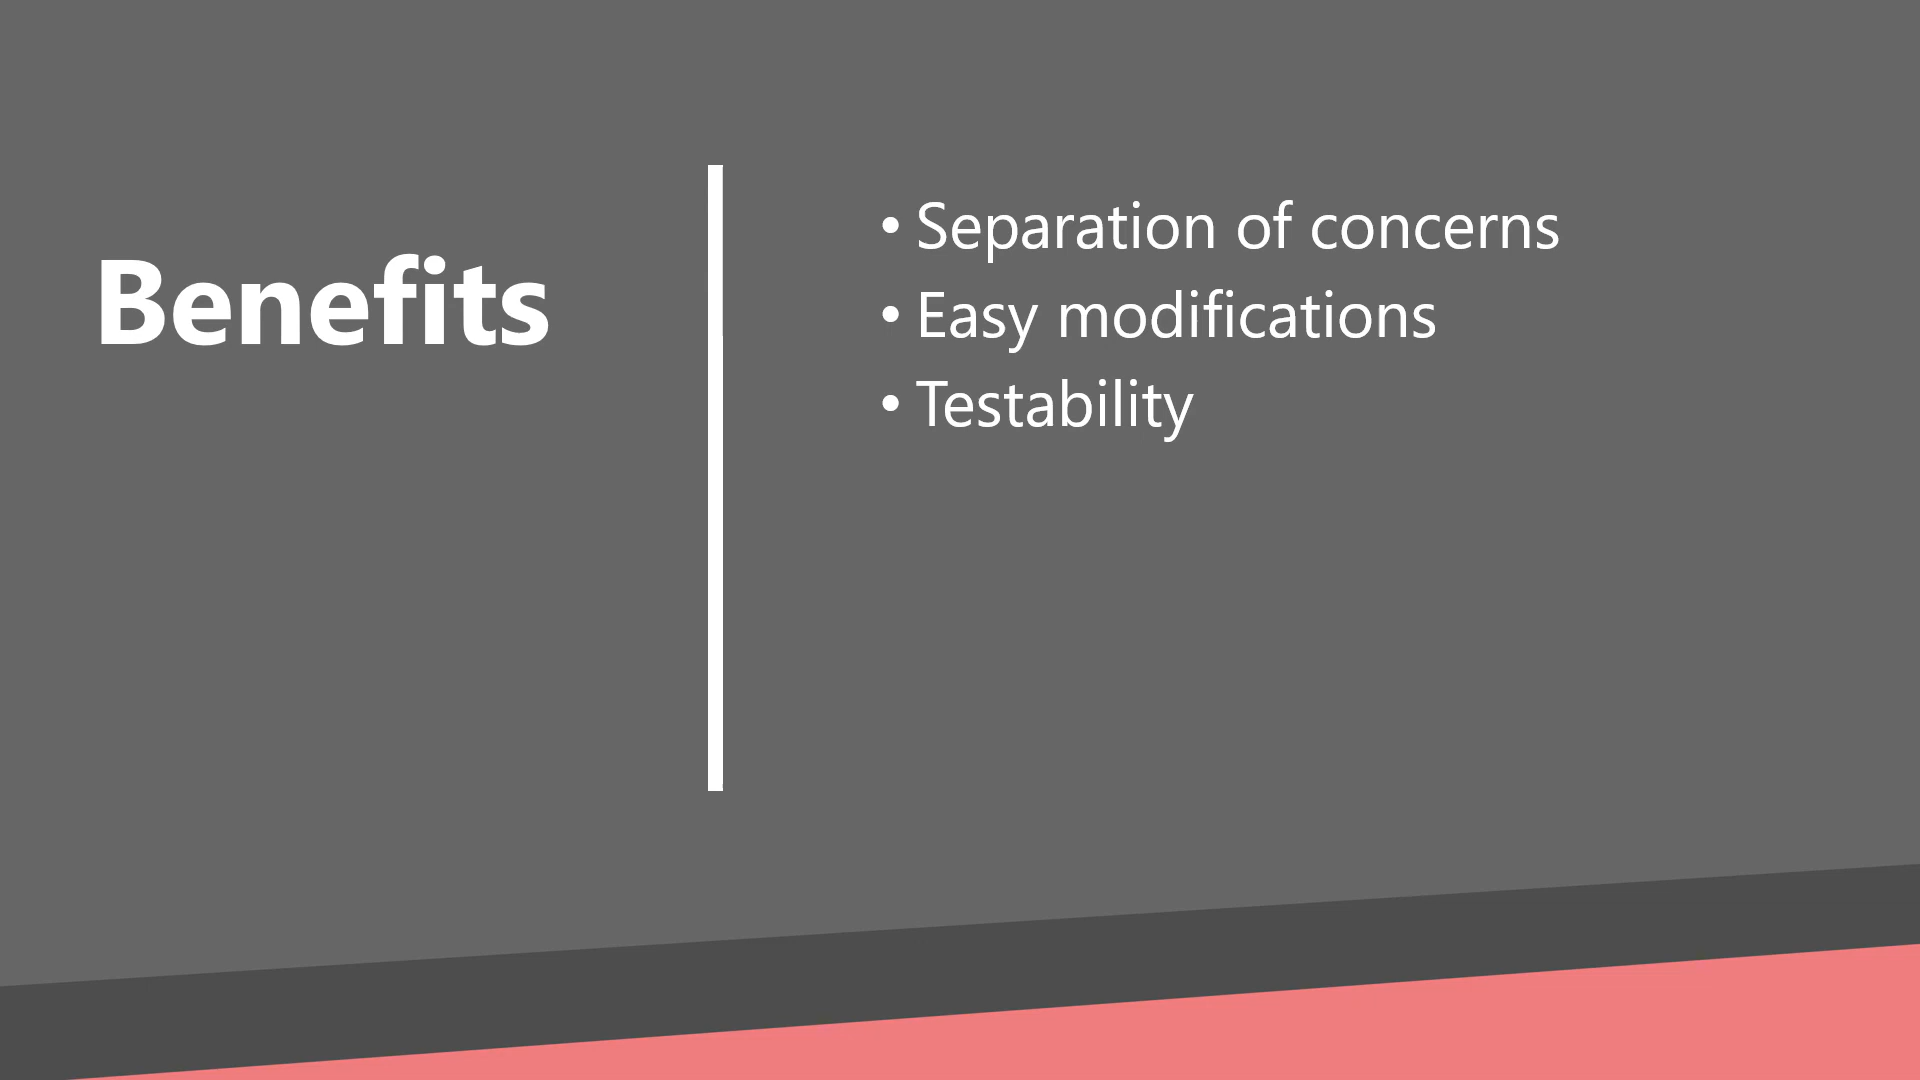 Benefits
• Separation of concerns
• Easy modifications
• Testability